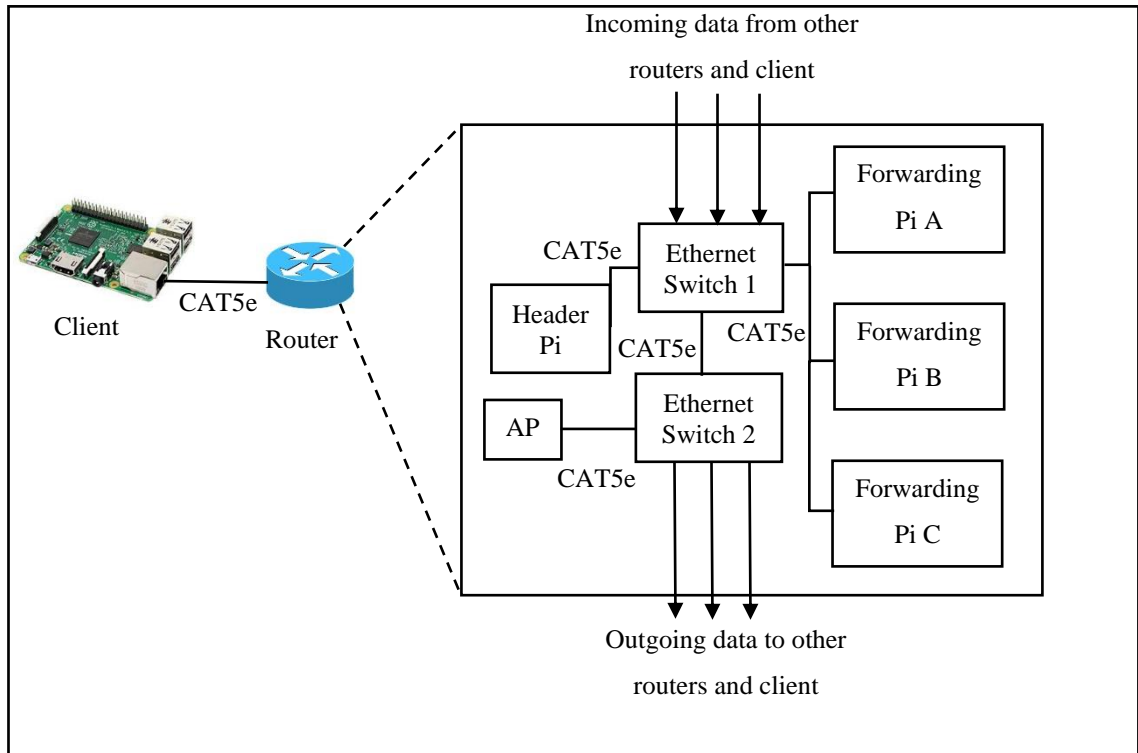 Incoming data from other
routers and client
Forwarding
Pi A
Ethernet
Switch 1
CAT5e
CAT5e
Client
Router
Header
Pi
CAT5e
CAT5e
Forwarding
Pi B
AP
Ethernet
Switch 2
CAT5e
Forwarding
Pi C
Outgoing data to other
routers and client